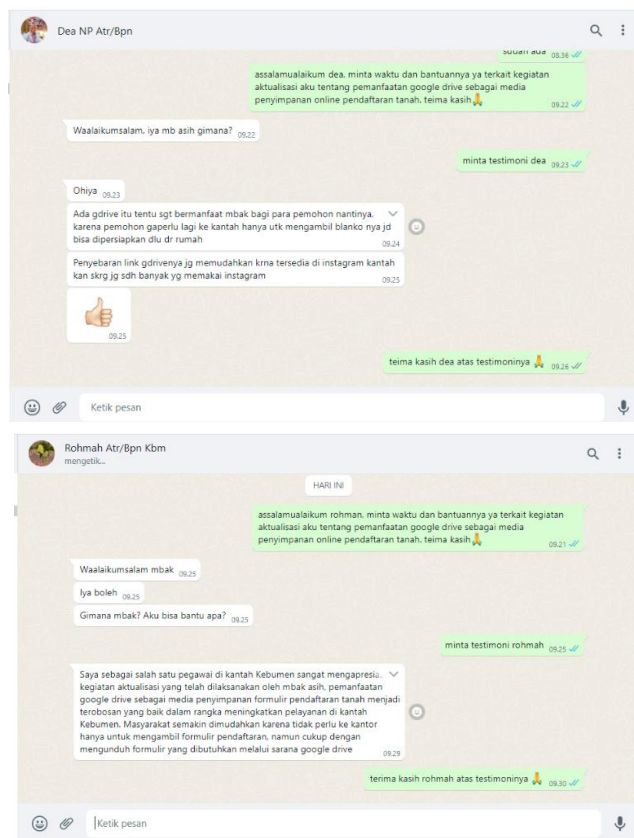 Dea NP Atr/Bpn
sudah ada 08.36
assalamualaikum dea, minta waktu dan bantuannya ya terkait kegiatan
aktualisasi aku tentang pemanfaatan google drive sebagai media
penyimpanan online pendaftaran tanah. teima kasih🙏
09.22
Waalaikumsalam, iya mb asih gimana? 09.22
minta testimoni dea 09.23
Ohiya 09.23
Ada gdrive itu tentu sgt bermanfaat mbak bagi para pemohon nantinya.
karena pemohon gaperlu lagi ke kantah hanya utk mengambil blanko nya jd
bisa dipersiapkan dlu dr rumah
09.24
Penyebaran link gdrivenya jg memudahkan krna tersedia di instagram kantah
kan skrg jg sdh banyak yg memakai instagram
09.25
👍🏻
09.25
teima kasih dea atas testimoninya 🙏 09.26
Ketik pesan
Rohmah Atr/Bpn Kbm
mengetik...
HARI INI
assalamualaikum rohman, minta waktu dan bantuannya ya terkait kegiatan
aktualisasi aku tentang pemanfaatan google drive sebagai media
penyimpanan online pendaftaran tanah. teima kasih🙏
09.21
Waalaikumsalam mbak 09.25
Iya boleh 09.25
Gimana mbak? Aku bisa bantu apa? 09.25
minta testimoni rohmah 09.25
Saya sebagai salah satu pegawai di kantah Kebumen sangat mengapresia.
kegiatan aktualisasi yang telah dilaksanakan oleh mbak asih, pemanfaatan
google drive sebagai media penyimpanan formulir pendaftaran tanah menjadi
terobosan yang baik dalam rangka meningkatkan pelayanan di kantah
Kebumen. Masyarakat semakin dimudahkan karena tidak perlu ke kantor
hanya untuk mengambil formulir pendaftaran, namun cukup dengan
mengunduh formulir yang dibutuhkan melalui sarana google drive
09.29
terima kasih rohmah atas testimoninya 🙏 09.30
Ketik pesan